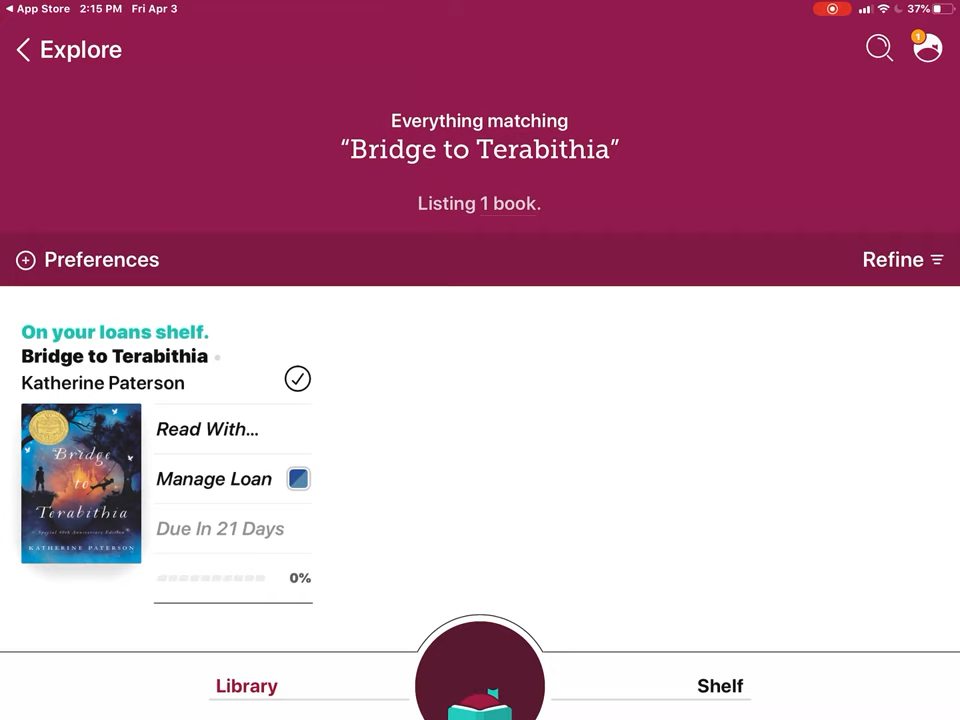 App Store 2:15 PM Fri Apr 3 37%
Explore 1
Everything matching
“Bridge to Terabithia”
Listing 1 book.
Preferences Refine
On your loans shelf.
Bridge to Terabithia
Katherine Paterson
Read With...
Manage Loan
Due In 21 Days
0%
Bridge
to
Terabithia
KATHERINE PATERSON
Library Shelf